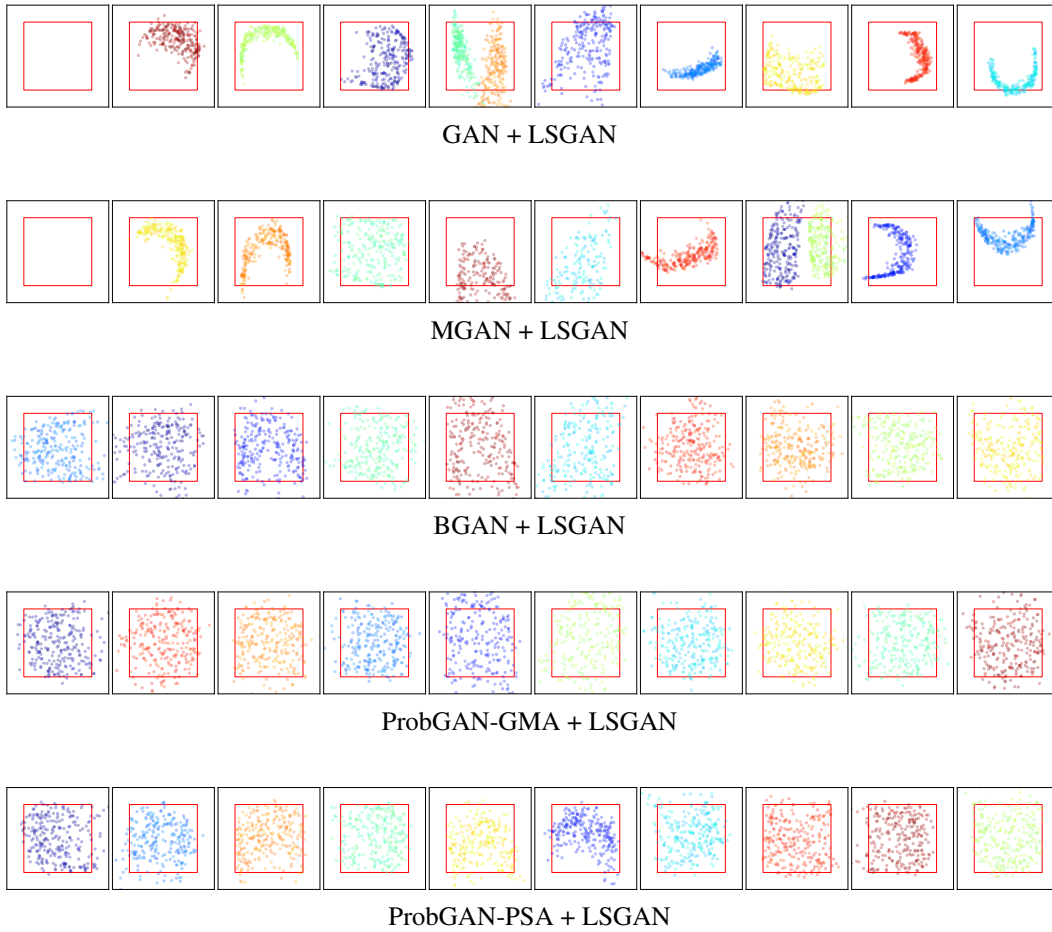 GAN + LSGAN
MGAN + LSGAN
BGAN + LSGAN
ProbGAN-GMA + LSGAN
ProbGAN-PSA + LSGAN